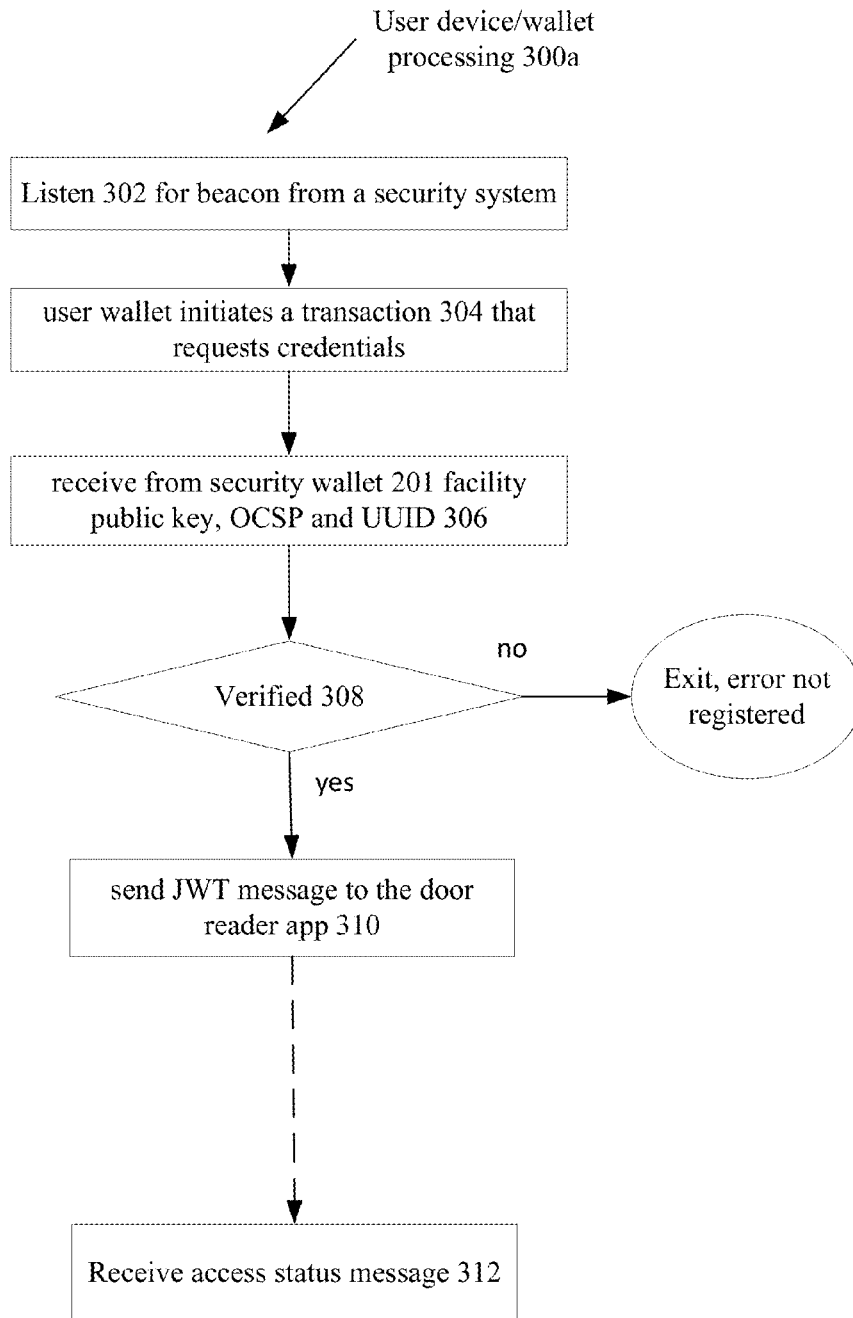 User device/wallet
processing 300a
Listen 302 for beacon from a security system
user wallet initiates a transaction 304 that
requests credentials
receive from security wallet 201 facility
public key, OCSP and UUID 306
no
Verified 308
Exit, error not
registered
yes
send JWT message to the door
reader app 310
Receive access status message 312